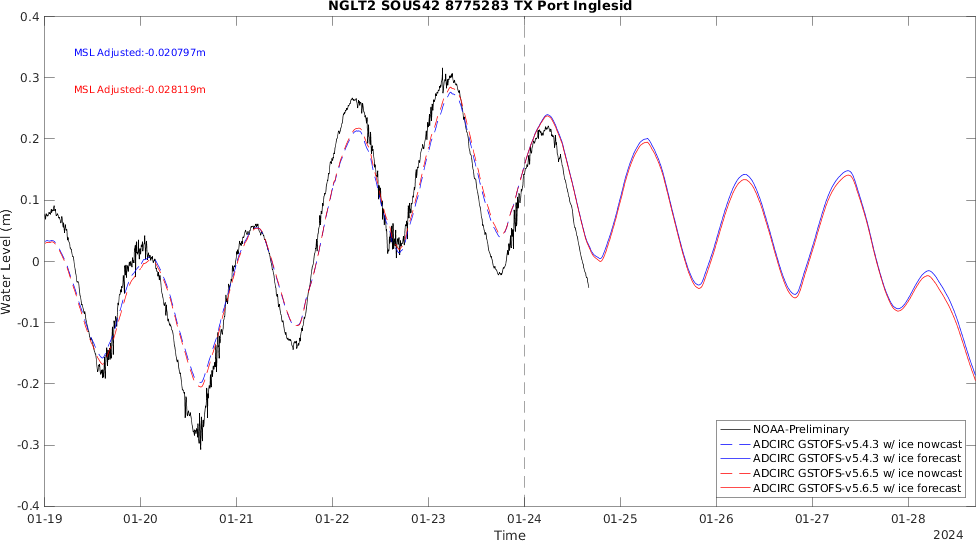 NGLT2 SOUS42 8775283 TX Port Inglesid
MSL Adjusted:-0.020797m
MSL Adjusted:-0.028119m
Water Level (m)
0.4
0.3
0.2
0.1
0
-0.1
-0.2
-0.3
-0.4
NOAA-Preliminary
ADCIRC GSTOFS-v5.4.3 w/ ice nowcast
ADCIRC GSTOFS-v5.4.3 w/ ice forecast
ADCIRC GSTOFS-v5.6.5 w/ ice nowcast
ADCIRC GSTOFS-v5.6.5 w/ ice forecast
01-19 01-20 01-21 01-22 01-23 01-24 01-25 01-26 01-27 01-28
Time
2024